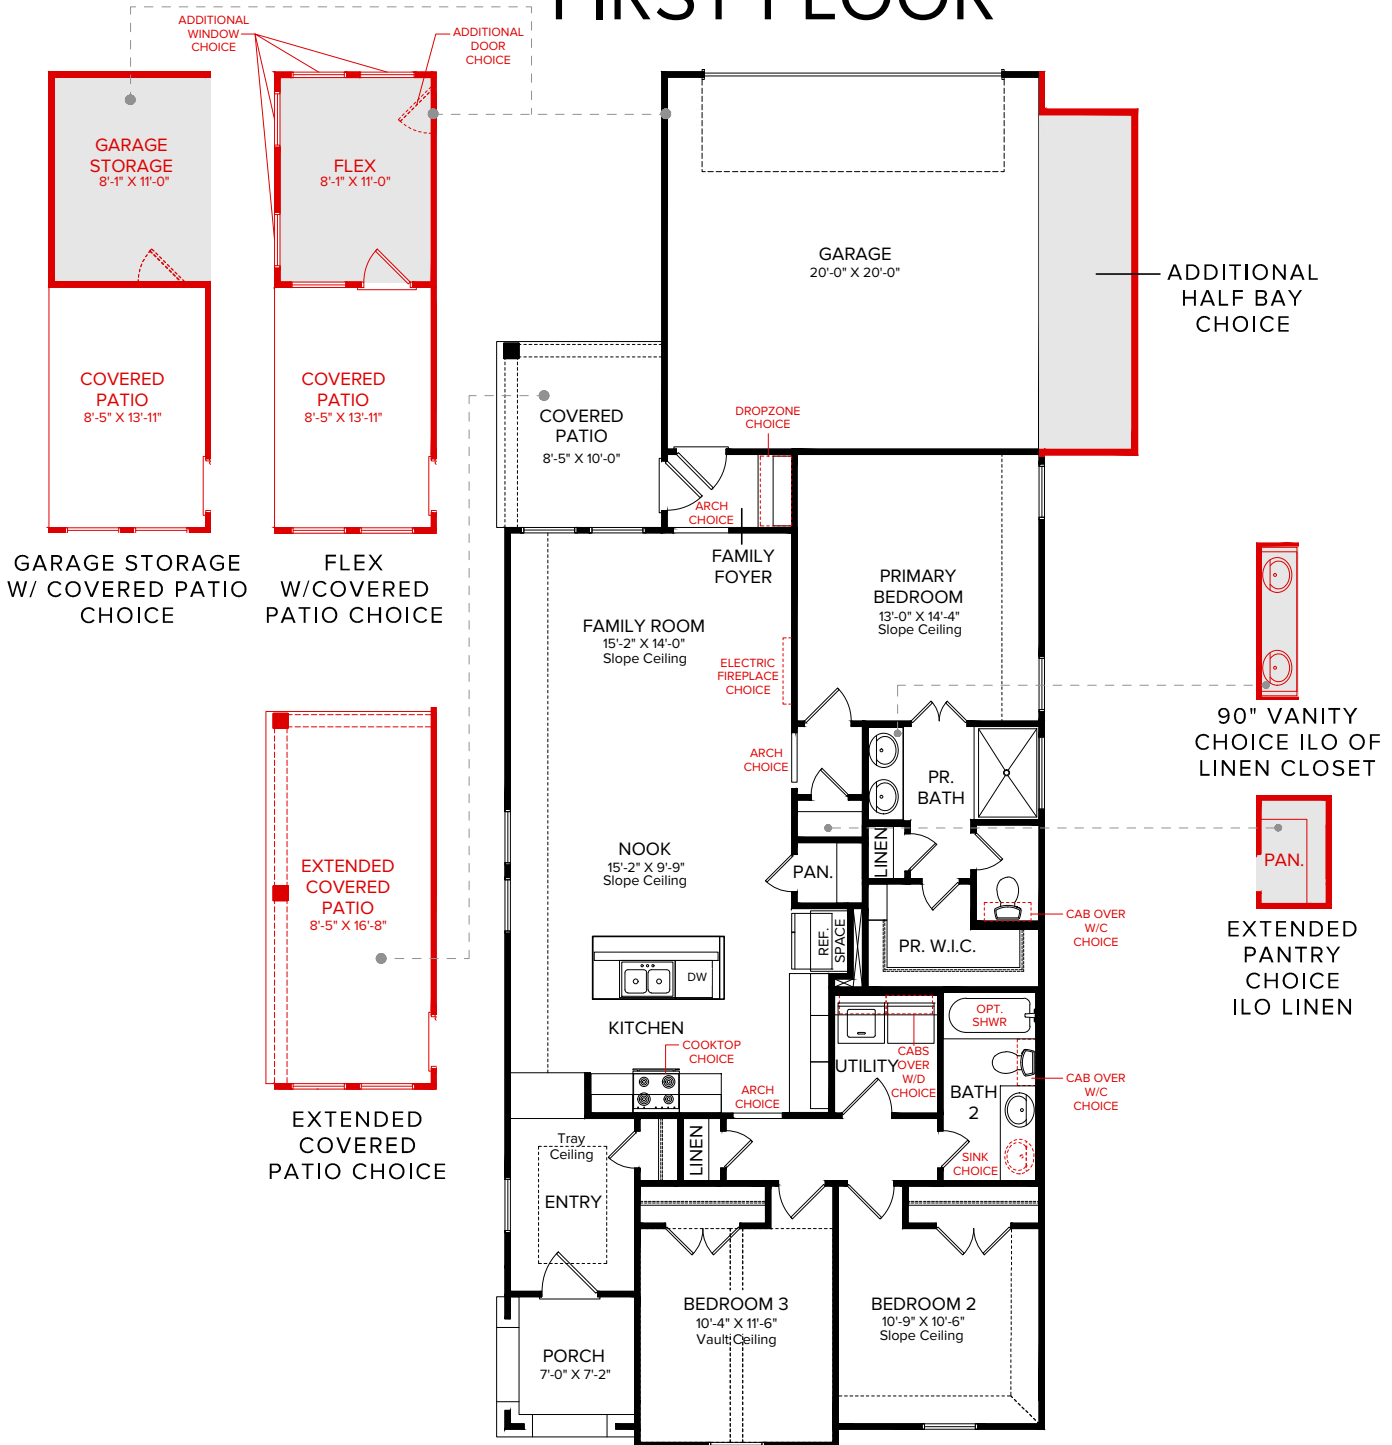 FIRST FLOOR
ADDITIONAL
WINDOW
CHOICE
ADDITIONAL
DOOR
CHOICE
GARAGE
STORAGE
8'-1" X 11'-0"
FLEX
8'-1" X 11'-0"
GARAGE
20'-0" X 20'-0"
ADDITIONAL
HALF BAY
CHOICE
COVERED
PATIO
8'-5" X 13'-11"
COVERED
PATIO
8'-5" X 13'-11"
COVERED
PATIO
8'-5" X 10'-0"
DROPZONE
CHOICE
ARCH
CHOICE
GARAGE STORAGE
W/ COVERED PATIO
CHOICE
FLEX
W/COVERED
PATIO CHOICE
FAMILY
FOYER
PRIMARY
BEDROOM
13'-0" X 14'-4"
Slope Ceiling
FAMILY ROOM
15'-2" X 14'-0"
Slope Ceiling
ELECTRIC
FIREPLACE
CHOICE
90" VANITY
CHOICE ILO OF
LINEN CLOSET
ARCH
CHOICE
PR.
BATH
LINEN
NOOK
15'-2" X 9'-9"
Slope Ceiling
PAN.
PAN.
EXTENDED
COVERED
PATIO
8'-5" X 16'-8"
CAB OVER
W/C
CHOICE
EXTENDED
PANTRY
CHOICE
ILO LINEN
REF.
SPACE
PR. W.I.C.
DW
KITCHEN
COOKTOP
CHOICE
OPT.
SHWR
UTILITY
CABS
OVER
W/D
CHOICE
BATH
2
CAB OVER
W/C
CHOICE
ARCH
CHOICE
EXTENDED
COVERED
PATIO CHOICE
Tray
Ceiling
LINEN
SINK
CHOICE
ENTRY
BEDROOM 3
10'-4" X 11'-6"
Vault Ceiling
BEDROOM 2
10'-9" X 10'-6"
Slope Ceiling
PORCH
7'-0" X 7'-2"